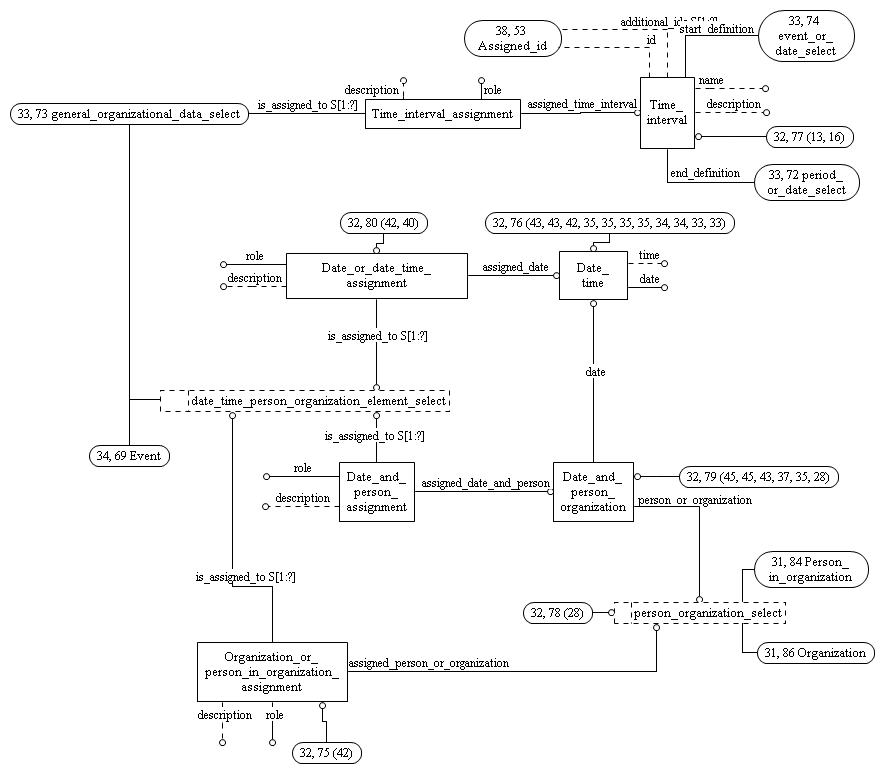 38, 53
Assigned_id
additional_ids S[1:?]
start_definition
id
33, 74
event_or_
date_select
name
description
role
33, 73 general_organizational_data_select
is_assigned_to S[1:?]
Time_interval_assignment
assigned_time_interval
Time_
interval
description
32, 77 (13, 16)
end_definition
33, 72 period_
or_date_select
32, 80 (42, 40)
32, 76 (43, 43, 42, 35, 35, 35, 35, 34, 34, 33, 33)
role
description
Date_or_date_time_
assignment
assigned_date
Date_
time
time
date
is_assigned_to S[1:?]
date
date_time_person_organization_element_select
is_assigned_to S[1:?]
34, 69 Event
role
description
Date_and_
person_
assignment
assigned_date_and_person
Date_and_
person_
organization
32, 79 (45, 45, 43, 37, 35, 28)
person_or_organization
is_assigned_to S[1:?]
31, 84 Person_
in_organization
32, 78 (28)
person_organization_select
31, 86 Organization
Organization_or_
person_in_organization_
assignment
assigned_person_or_organization
description
role
32, 75 (42)